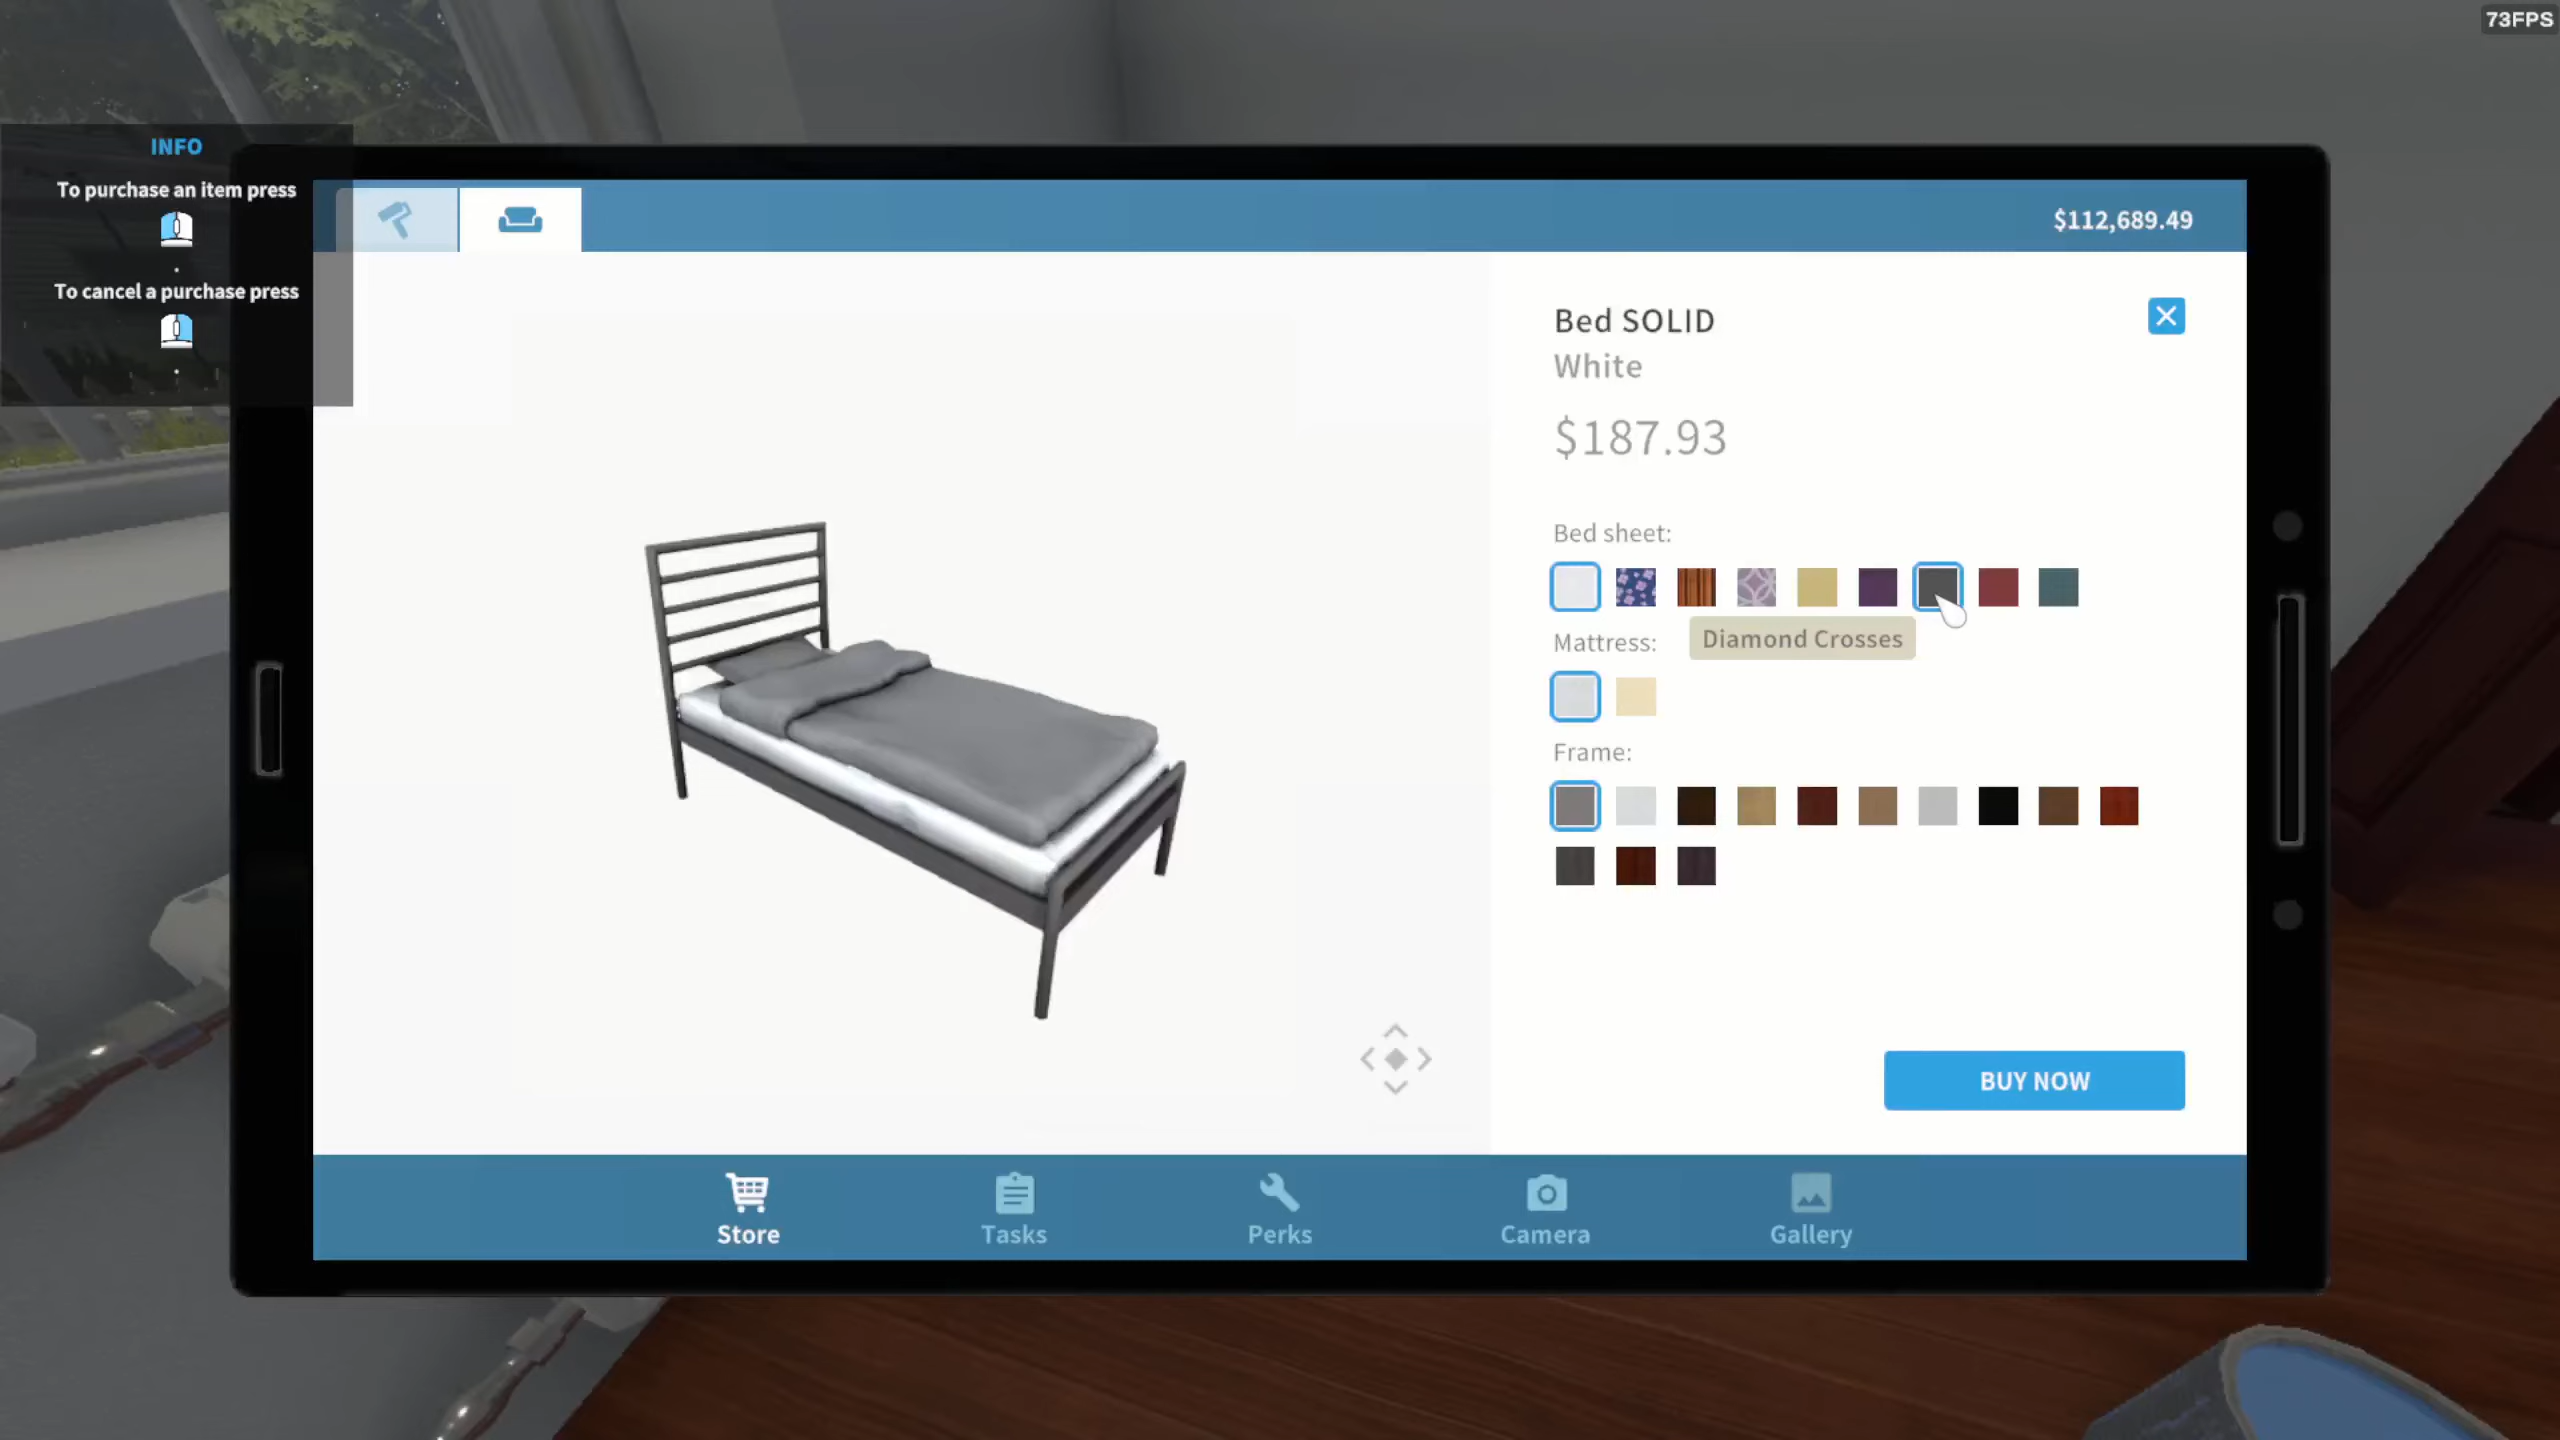 73FPS
INFO
To purchase an item press
.
To cancel a purchase press
.
$112,689.49
Bed SOLID
White
$187.93
Bed sheet:
Diamond Crosses
Mattress:
Frame:
BUY NOW
Store
Tasks
Perks
Camera
Gallery